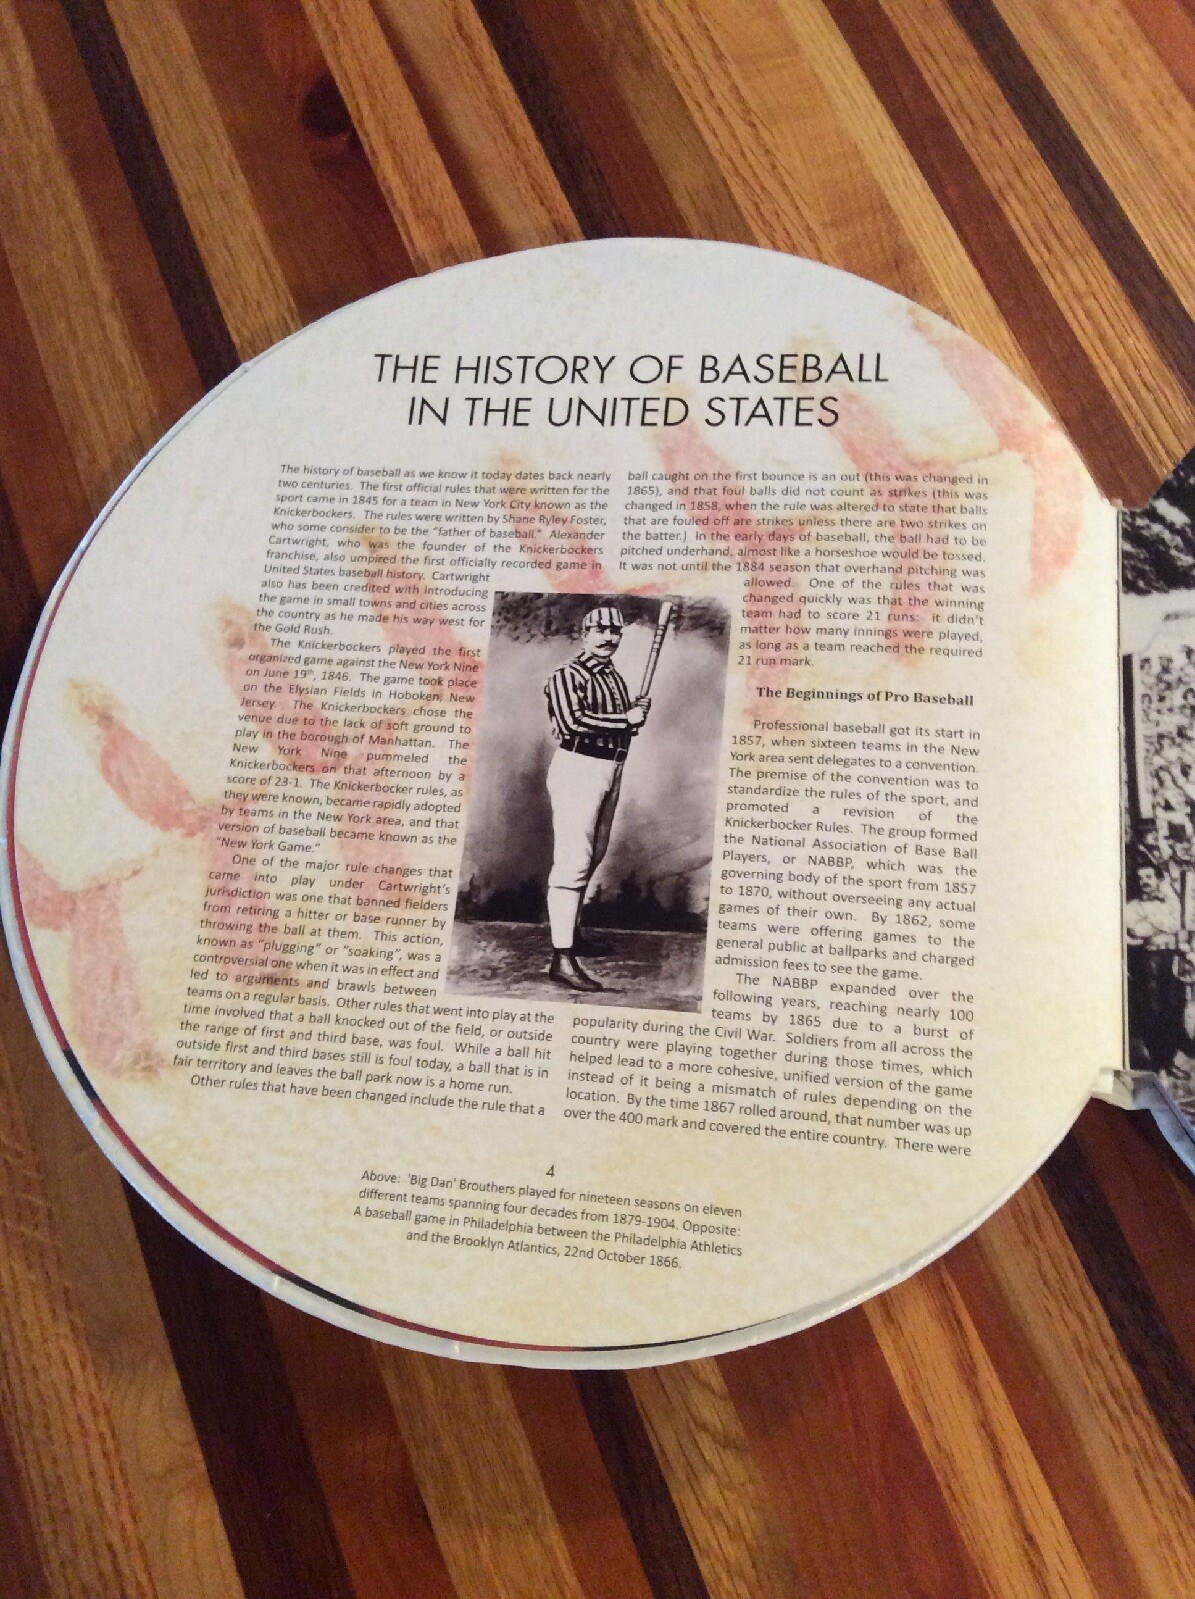 THE HISTORY OF BASEBALL
IN THE UNITED STATES
The history of baseball as we know it today dates back nearly
two centuries. The first official rules that were written for the
sport came in 1845 for a team in New York City known as the
Knickerbockers. The rules were written by Shane Ryley Foster,
who some consider to be the "father of baseball." Alexander
Cartwright, who was the founder of the Knickerbockers
franchise, also umpired the first officially recorded game in
United States baseball history. Cartwright
also has been credited with introducing
the game in small towns and cities across
the country as he made his way west for
the Gold Rush.
The Knickerbockers played the first
organized game against the New York Nine
on June 19th, 1846. The game took place
on the Elysian Fields in Hoboken, New
Jersey. The Knickerbockers chose the
venue due to the lack of soft ground to
play in the borough of Manhattan. The
New York Nine pummeled the
Knickerbockers on that afternoon by a
score of 23-1. The Knickerbocker rules, as
they were known, became rapidly adopted
by teams in the New York area, and that
version of baseball became known as the
"New York Game."
One of the major rule changes that
came into play under Cartwright's
jurisdiction was one that banned fielders
from retiring a hitter or base runner by
throwing the ball at them. This action,
known as "plugging" or "soaking", was a
controversial one when it was in effect and
led to arguments and brawls between
teams on a regular basis. Other rules that went into play at the
time involved that a ball knocked out of the field, or outside
the range of first and third base, was foul. While a ball hit
outside first and third bases still is foul today, a ball that is in
fair territory and leaves the ball park now is a home run.
Other rules that have been changed include the rule that a
ball caught on the first bounce is an out (this was changed in
1865), and that foul balls did not count as strikes (this was
changed in 1858, when the rule was altered to state that balls
that are fouled off are strikes unless there are two strikes on
the batter.) In the early days of baseball, the ball had to be
pitched underhand, almost like a horseshoe would be tossed.
It was not until the 1884 season that overhand pitching was
allowed. One of the rules that was
changed quickly was that the winning
team had to score 21 runs: it didn't
matter how many innings were played,
as long as a team reached the required
21 run mark.
The Beginnings of Pro Baseball
Professional baseball got its start in
1857, when sixteen teams in the New
York area sent delegates to a convention.
The premise of the convention was to
standardize the rules of the sport, and
promoted a revision of the
Knickerbocker Rules. The group formed
the National Association of Base Ball
Players, or NABBP, which was the
governing body of the sport from 1857
to 1870, without overseeing any actual
games of their own. By 1862, some
teams were offering games to the
general public at ballparks and charged
admission fees to see the game.
The NABBP expanded over the
following years, reaching nearly 100
teams by 1865 due to a burst of
popularity during the Civil War. Soldiers from all across the
country were playing together during those times, which
helped lead to a more cohesive, unified version of the game
instead of it being a mismatch of rules depending on the
location. By the time 1867 rolled around, that number was up
over the 400 mark and covered the entire country. There were
4
Above: 'Big Dan' Brouthers played for nineteen seasons on eleven
different teams spanning four decades from 1879-1904. Opposite:
A baseball game in Philadelphia between the Philadelphia Athletics
and the Brooklyn Atlantics, 22nd October 1866.